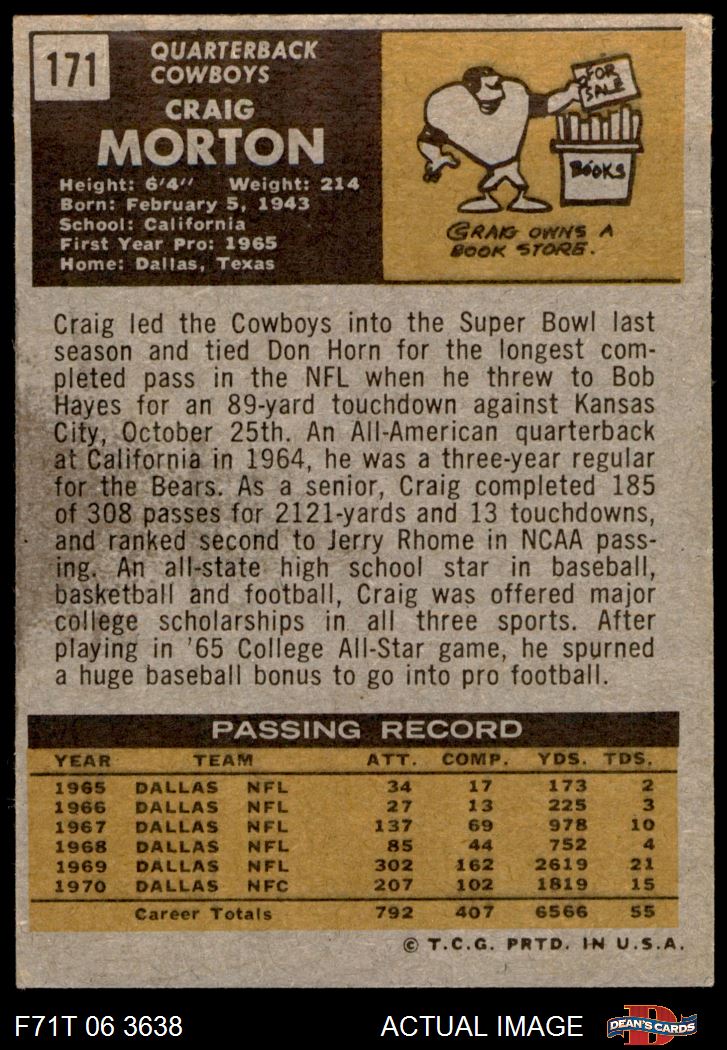 171
QUARTERBACK
COWBOYS
CRAIG
MORTON
Height: 6'4" Weight: 214
Born: February 5, 1943
School: California
First Year Pro: 1965
Home: Dallas, Texas
FOR
SALE
BOOKS
CRAIG OWNS A
BOOK STORE.
Craig led the Cowboys into the Super Bowl last
season and tied Don Horn for the longest com-
pleted pass in the NFL when he threw to Bob
Hayes for an 89-yard touchdown against Kansas
City, October 25th. An All-American quarterback
at California in 1964, he was a three-year regular
for the Bears. As a senior, Craig completed 185
of 308 passes for 2121-yards and 13 touchdowns,
and ranked second to Jerry Rhome in NCAA pass-
ing. An all-state high school star in baseball,
basketball and football, Craig was offered major
college scholarships in all three sports. After
playing in '65 College All-Star game, he spurned
a huge baseball bonus to go into pro football.
PASSING RECORD
YEAR TEAM ATT. COMP. YDS. TDS.
1965 DALLAS NFL 34 17 173 2
1966 DALLAS NFL 27 13 225 3
1967 DALLAS NFL 137 69 978 10
1968 DALLAS NFL 85 44 752 4
1969 DALLAS NFL 302 162 2619 21
1970 DALLAS NFC 207 102 1819 15
Career Totals 792 407 6566 55
© T.C.G. PRTD. IN U.S.A.
F71T 06 3638 ACTUAL IMAGE D DEAN'S CARDS